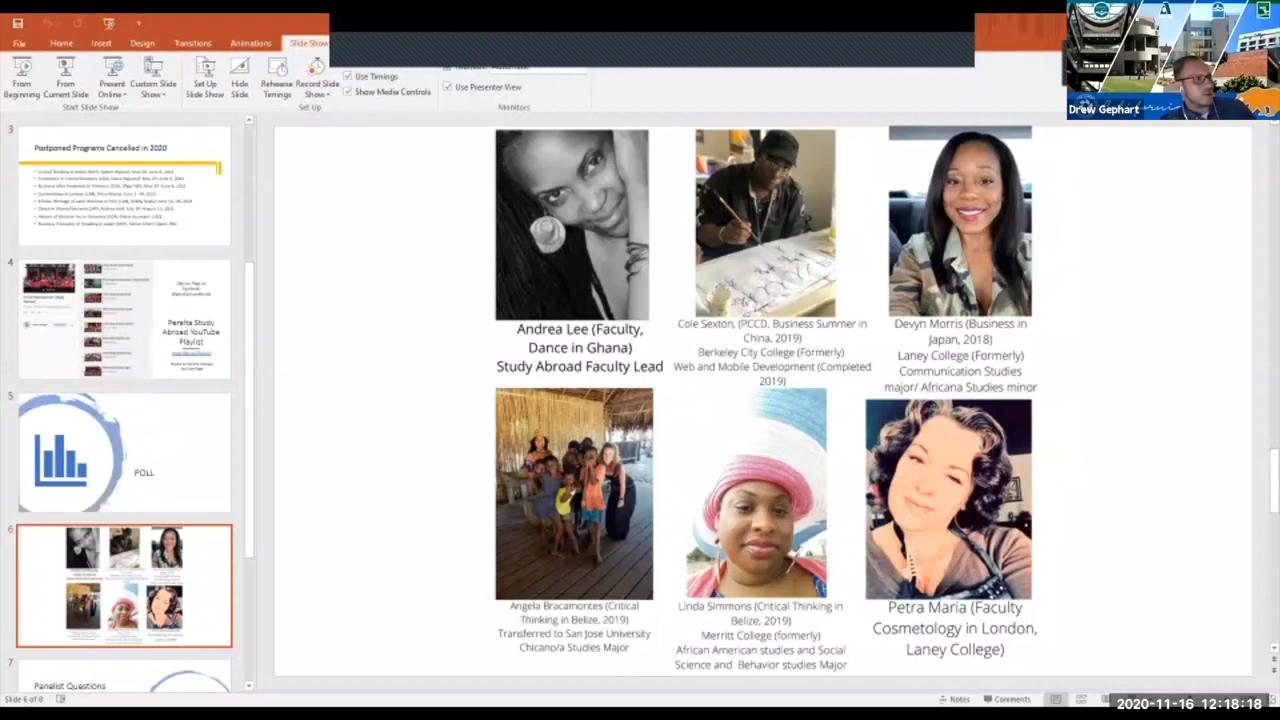 File Home Insert Design Transitions Animations Slide Show
From Beginning
From Current Slide
Present Online
Custom Slide Show
Set Up Slide Show
Hide Slide
Rehearse Timings
Record Slide Show
Use Timings
Show Media Controls
Use Presenter View
Start Slide Show
Set Up
Monitors
Drew Gephart
3
Postponed Programs Cancelled in 2020
4
Peralta Study
Abroad YouTube
Playlist
5
POLL
6
7
Panelist Questions
Andrea Lee (Faculty,
Dance in Ghana)
Study Abroad Faculty Lead
Cole Sexton, (PCCD, Business Summer in
China, 2019)
Berkeley City College (Formerly)
Web and Mobile Development (Completed
2019)
Devyn Morris (Business in
Japan, 2018)
Laney College (Formerly)
Communication Studies
major/ Africana Studies minor
Angela Bracamontes (Critical
Thinking in Belize, 2019)
Transferred to San Jose University
Chicano/a Studies Major
Linda Simmons (Critical Thinking in
Belize, 2019)
Merritt College (formerly)
African American studies and Social
Science and Behavior studies Major
Petra Maria (Faculty
Cosmetology in London,
Laney College)
Slide 6 of 8
Notes
Comments
2020-11-16 12:18:18